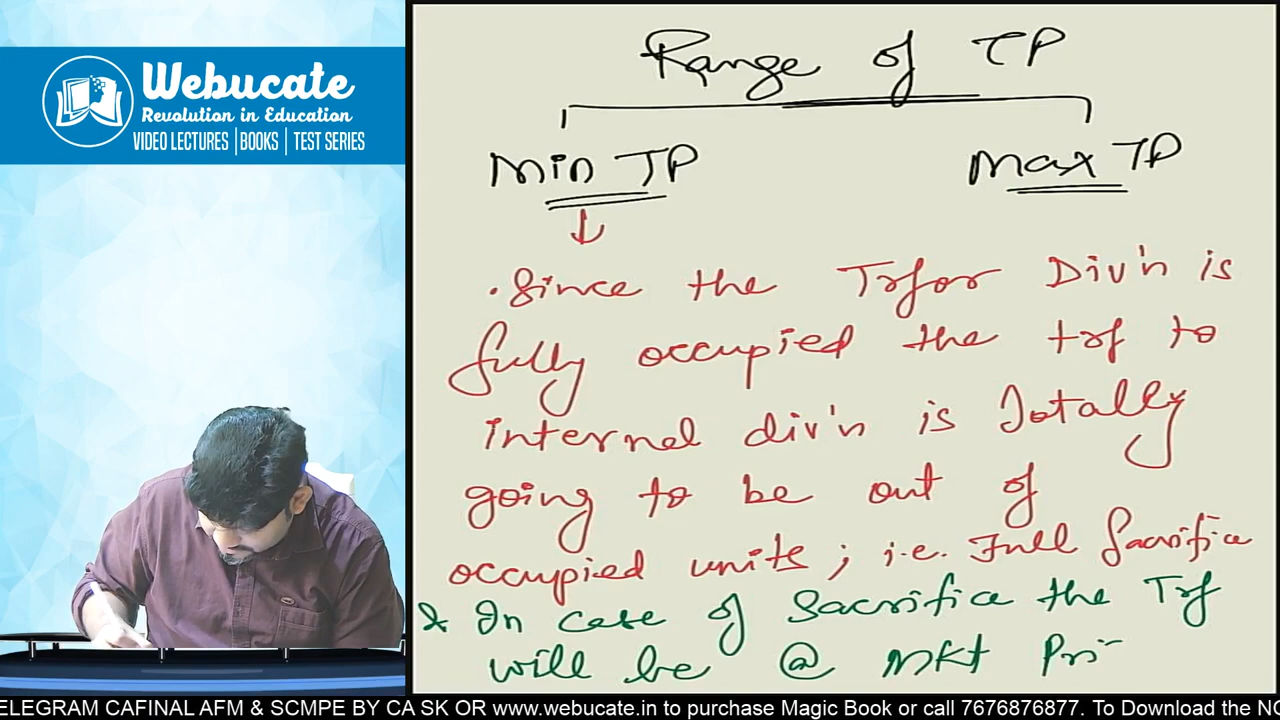 Webucate
Revolution in Education
VIDEO LECTURES | BOOKS | TEST SERIES
Range of TP
Min TP
Max TP
. Since the Trfor Div'n is
fully occupied the trf to
internel div'n is Totally
going to be out of
occupied units ; i.e. Full Sacrifice
& In case of Sacrifice the Trf
will be @ Mkt Pri
ELEGRAM CAFINAL AFM & SCMPE BY CA SK OR www.webucate.in to purchase Magic Book or call 7676876877. To Download the NO